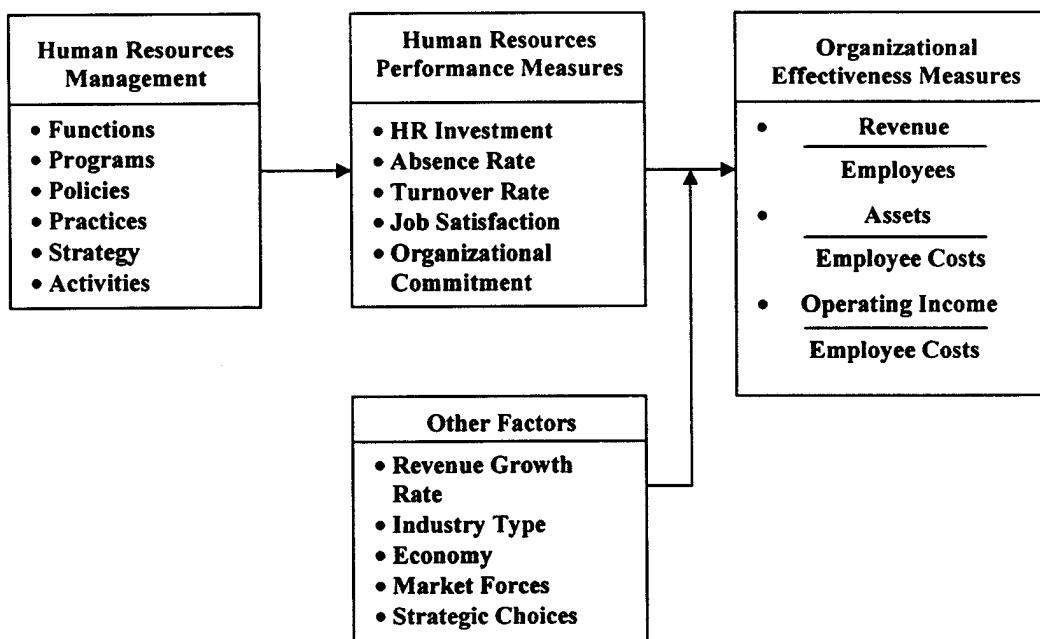 Human Resources
Management
• Functions
• Programs
• Policies
• Practices
• Strategy
• Activities
Human Resources
Performance Measures
• HR Investment
• Absence Rate
• Turnover Rate
• Job Satisfaction
• Organizational
Commitment
Organizational
Effectiveness Measures
• Revenue
Employees
• Assets
Employee Costs
• Operating Income
Employee Costs
Other Factors
• Revenue Growth
Rate
• Industry Type
• Economy
• Market Forces
• Strategic Choices